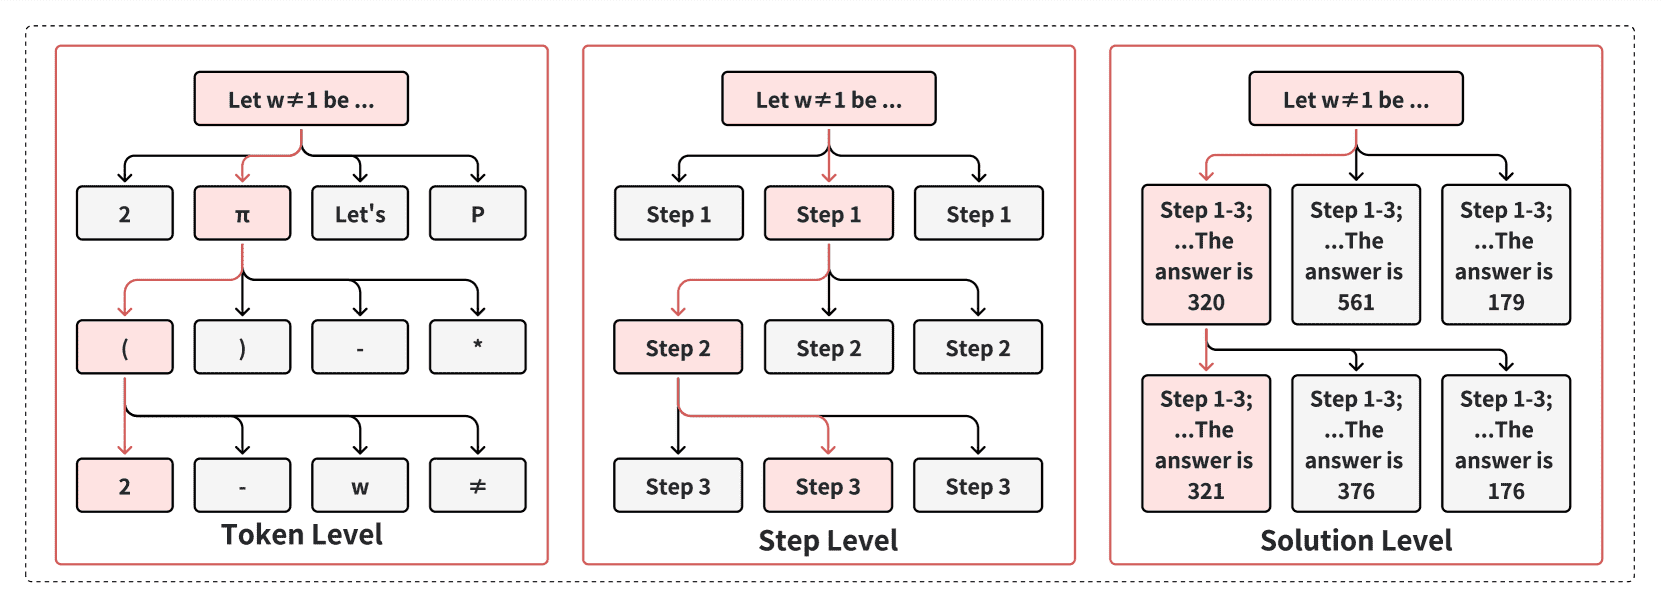 Let w≠1 be ...
2
π
Let's
P
(
)
-
*
2
-
w
≠
Token Level
Let w≠1 be ...
Step 1
Step 1
Step 1
Step 2
Step 2
Step 2
Step 3
Step 3
Step 3
Step Level
Let w≠1 be ...
Step 1-3;
...The
answer is
320
Step 1-3;
...The
answer is
561
Step 1-3;
...The
answer is
179
Step 1-3;
...The
answer is
321
Step 1-3;
...The
answer is
376
Step 1-3;
...The
answer is
176
Solution Level